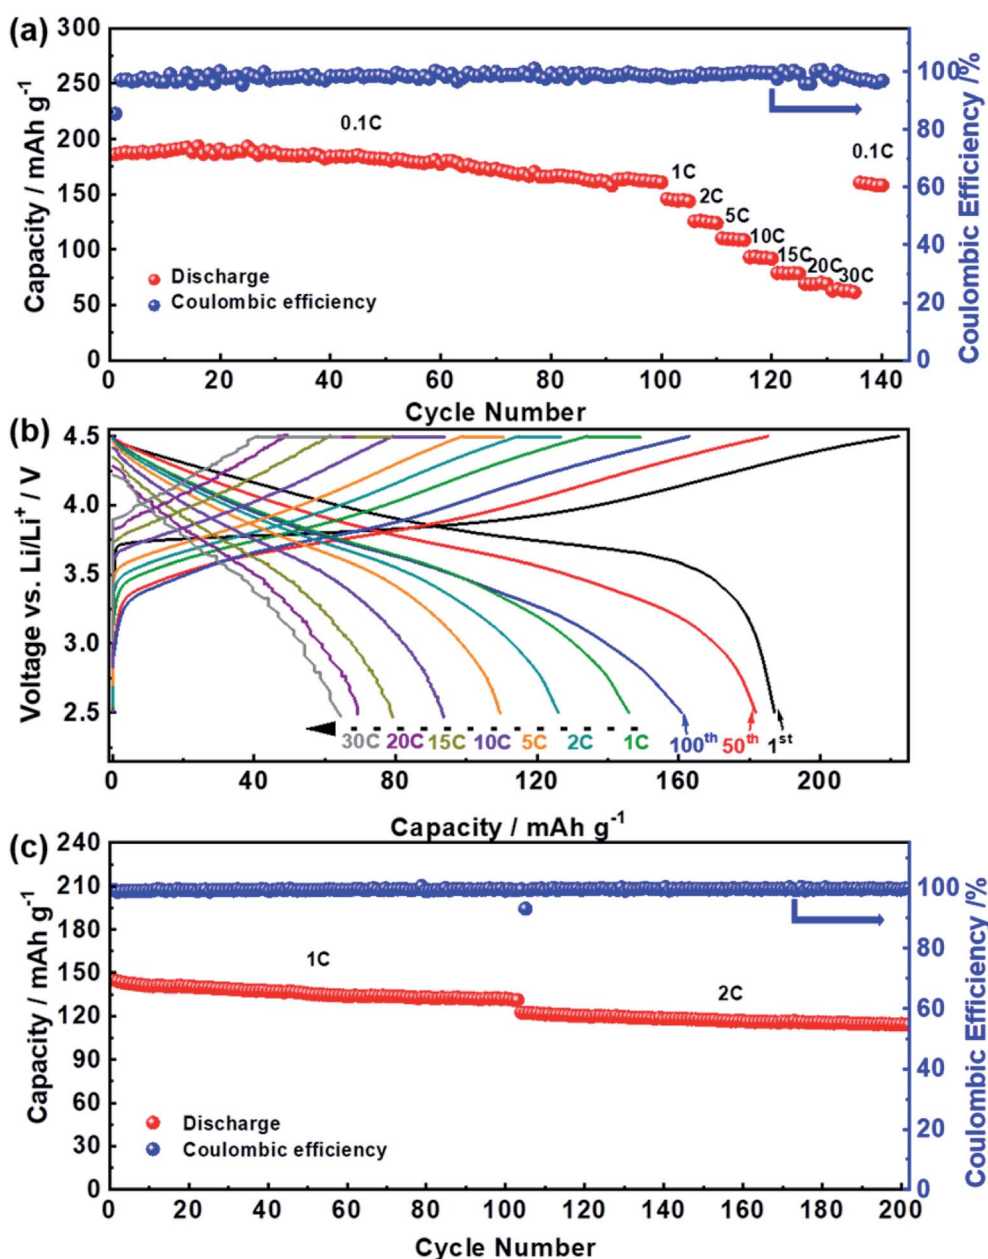 (a)
300
250
200
150
100
50
0
Capacity / mAh g-1
0.1C
1C
2C
5C
10C
15C
20C
30C
0.1C
Discharge
Coulombic efficiency
100
80
60
40
20
0
Coulombic Efficiency /%
0 20 40 60 80 100 120 140
Cycle Number
(b)
4.5
4.0
3.5
3.0
2.5
Voltage vs. Li/Li+ / V
30C 20C 15C 10C 5C 2C 1C 100th 50th 1st
0 40 80 120 160 200
Capacity / mAh g-1
(c)
240
210
180
150
120
90
60
30
0
Capacity / mAh g-1
1C
2C
Discharge
Coulombic efficiency
100
80
60
40
20
0
Coulombic Efficiency /%
0 20 40 60 80 100 120 140 160 180 200
Cycle Number